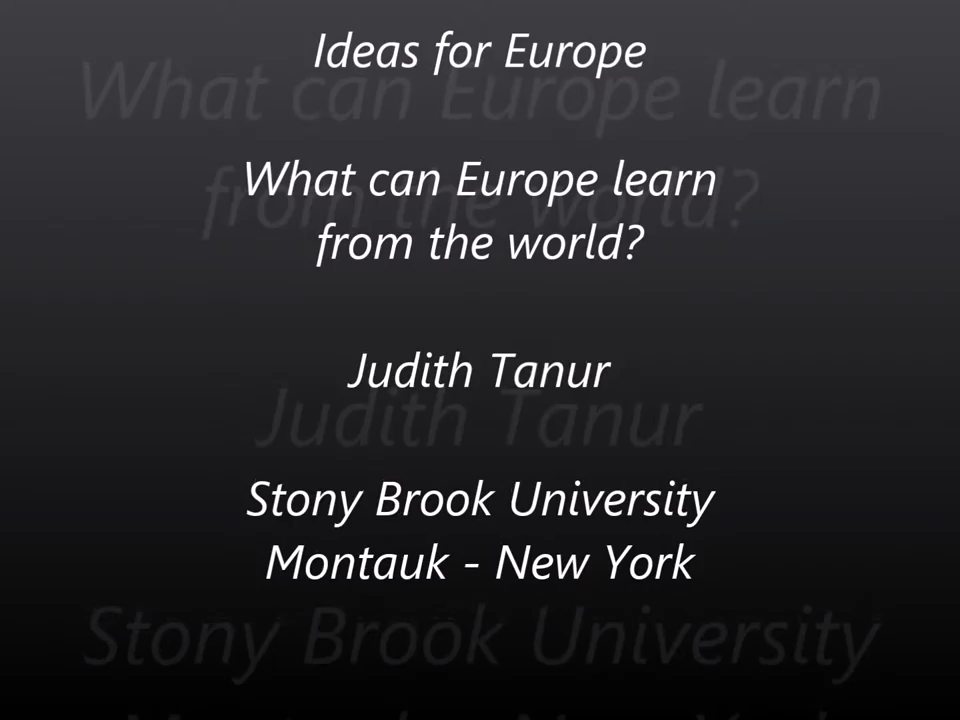 Ideas for Europe
What can Europe learn
from the world?
Judith Tanur
Stony Brook University
Montauk - New York